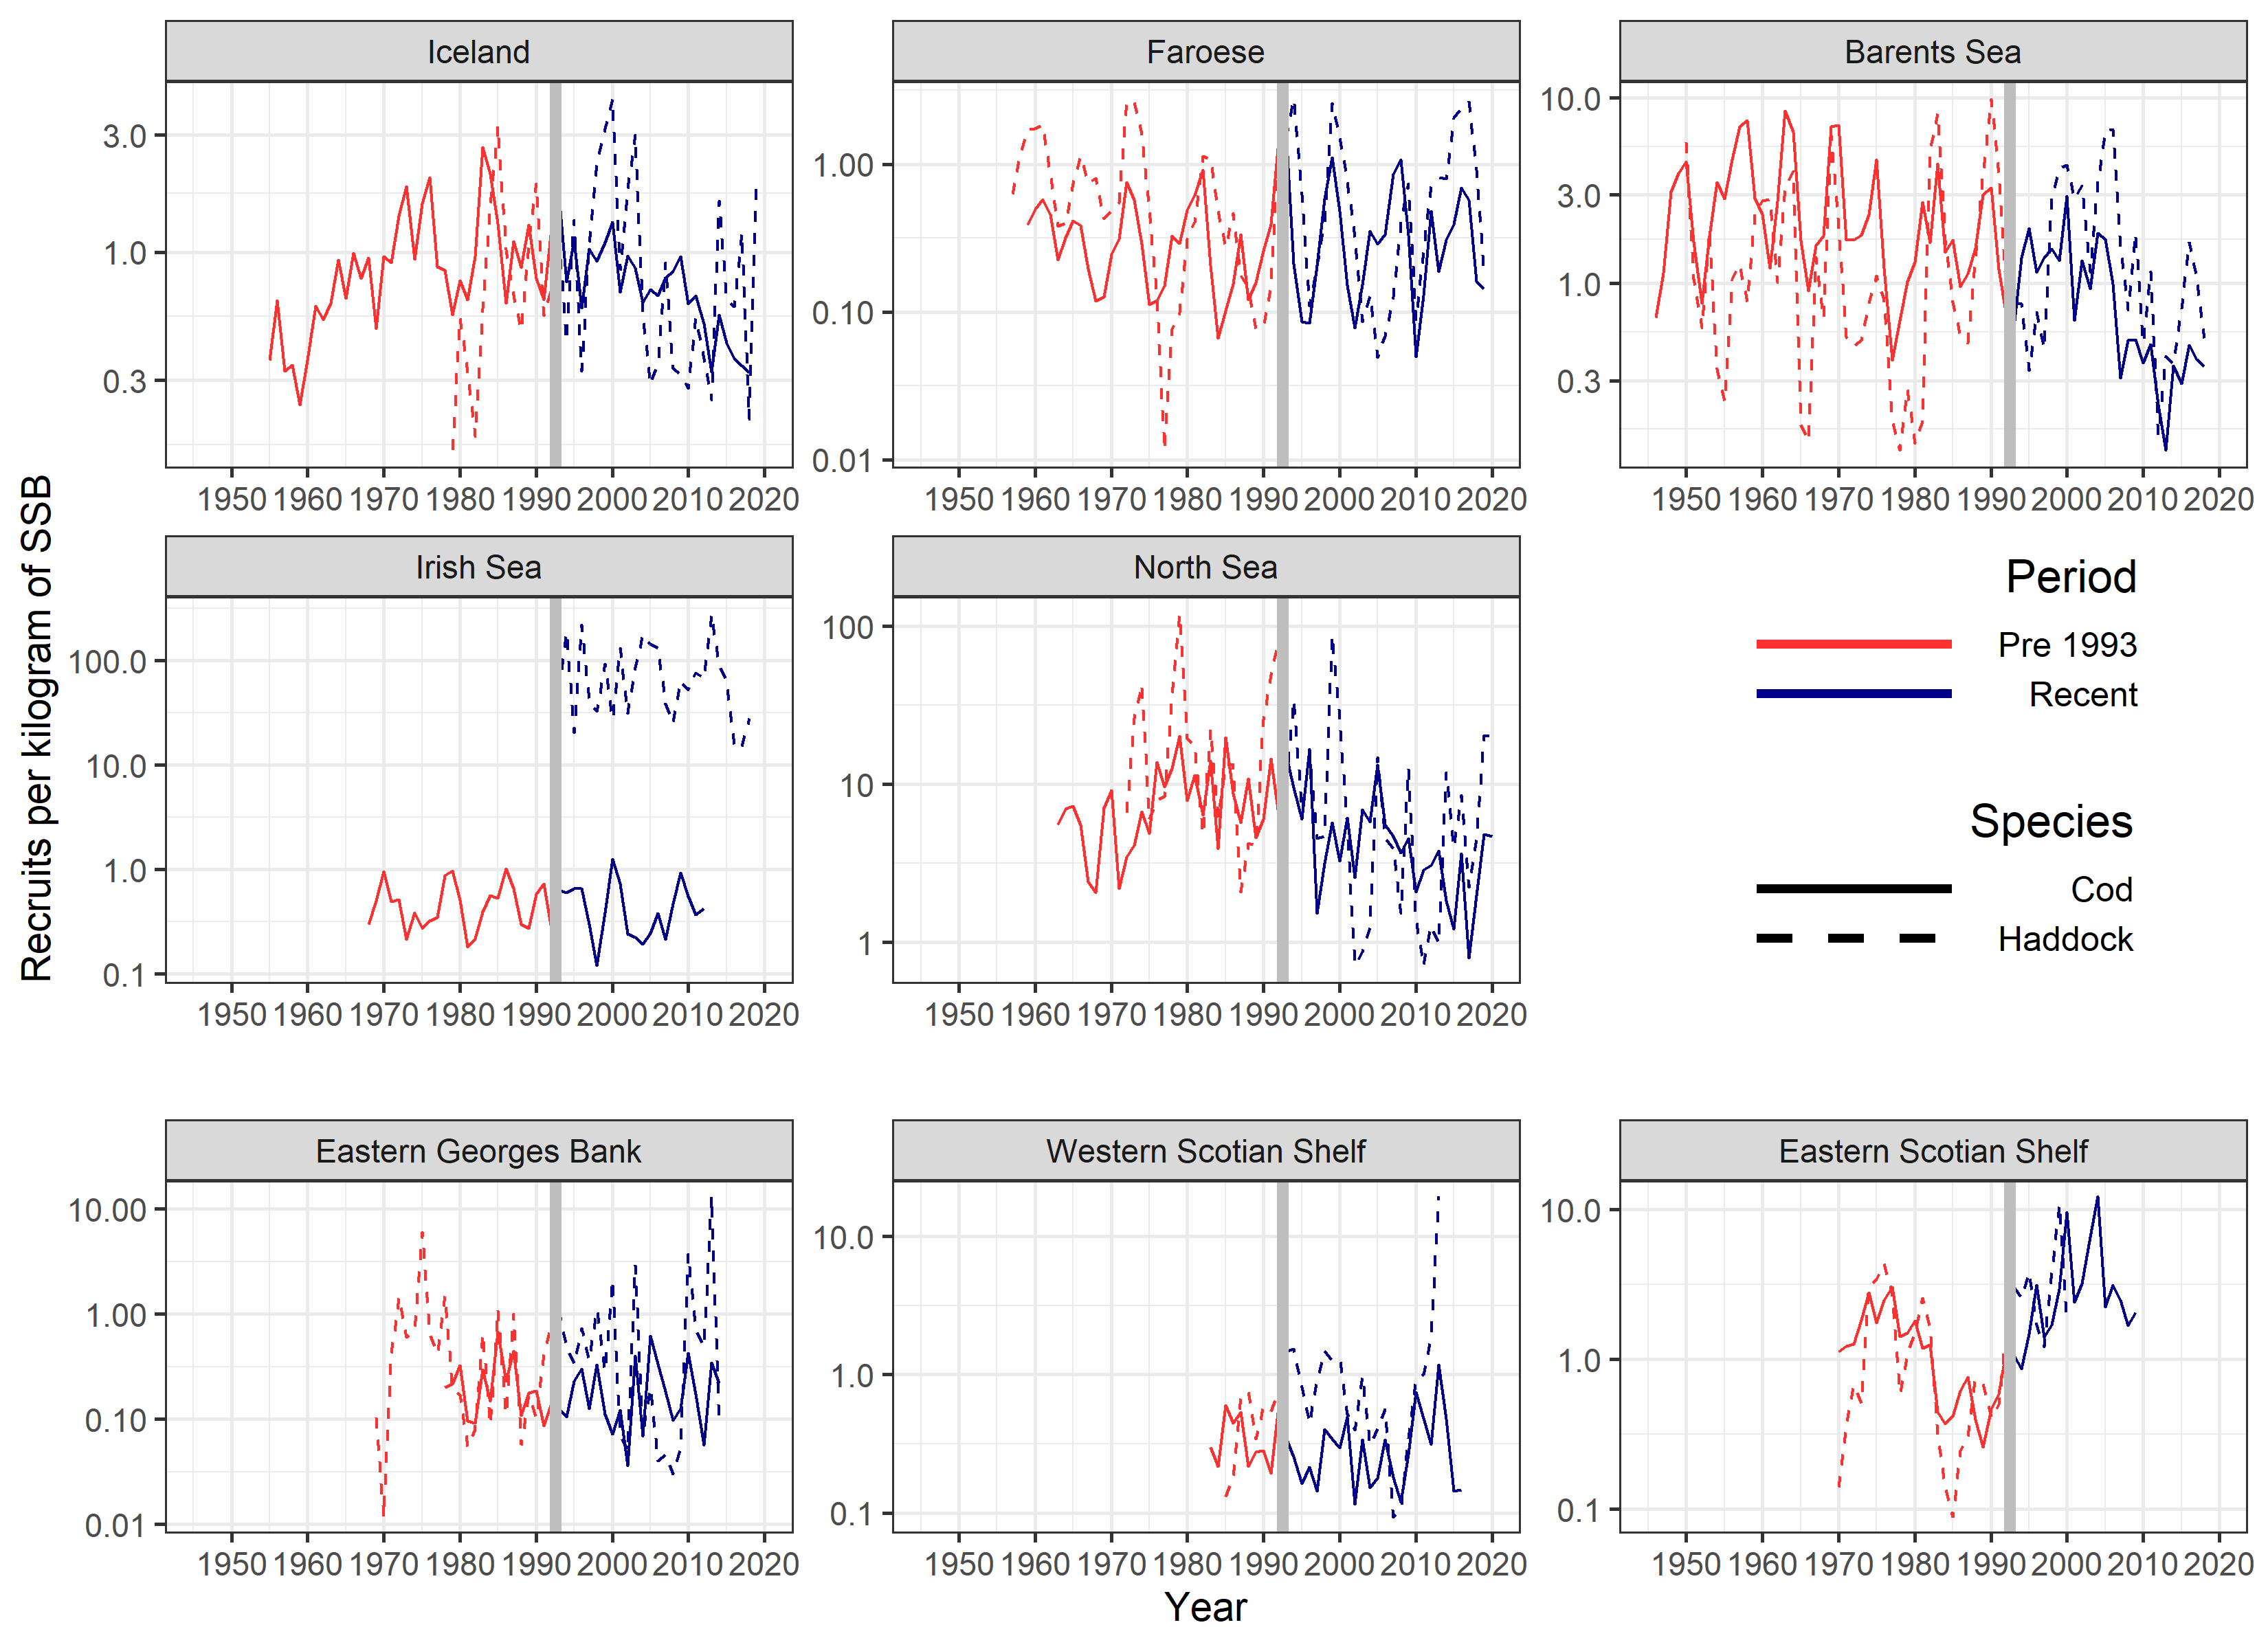 Iceland
Faroese
Barents Sea
3.0
1.0
0.3
1950 1960 1970 1980 1990 2000 2010 2020
1.00
0.10
0.01
1950 1960 1970 1980 1990 2000 2010 2020
10.0
3.0
1.0
0.3
1950 1960 1970 1980 1990 2000 2010 2020
Recruits per kilogram of SSB
Irish Sea
North Sea
100.0
10.0
1.0
0.1
1950 1960 1970 1980 1990 2000 2010 2020
100
10
1
1950 1960 1970 1980 1990 2000 2010 2020
Period
Pre 1993
Recent
Species
Cod
Haddock
Eastern Georges Bank
Western Scotian Shelf
Eastern Scotian Shelf
10.00
1.00
0.10
0.01
1950 1960 1970 1980 1990 2000 2010 2020
10.0
1.0
0.1
1950 1960 1970 1980 1990 2000 2010 2020
10.0
1.0
0.1
1950 1960 1970 1980 1990 2000 2010 2020
Year